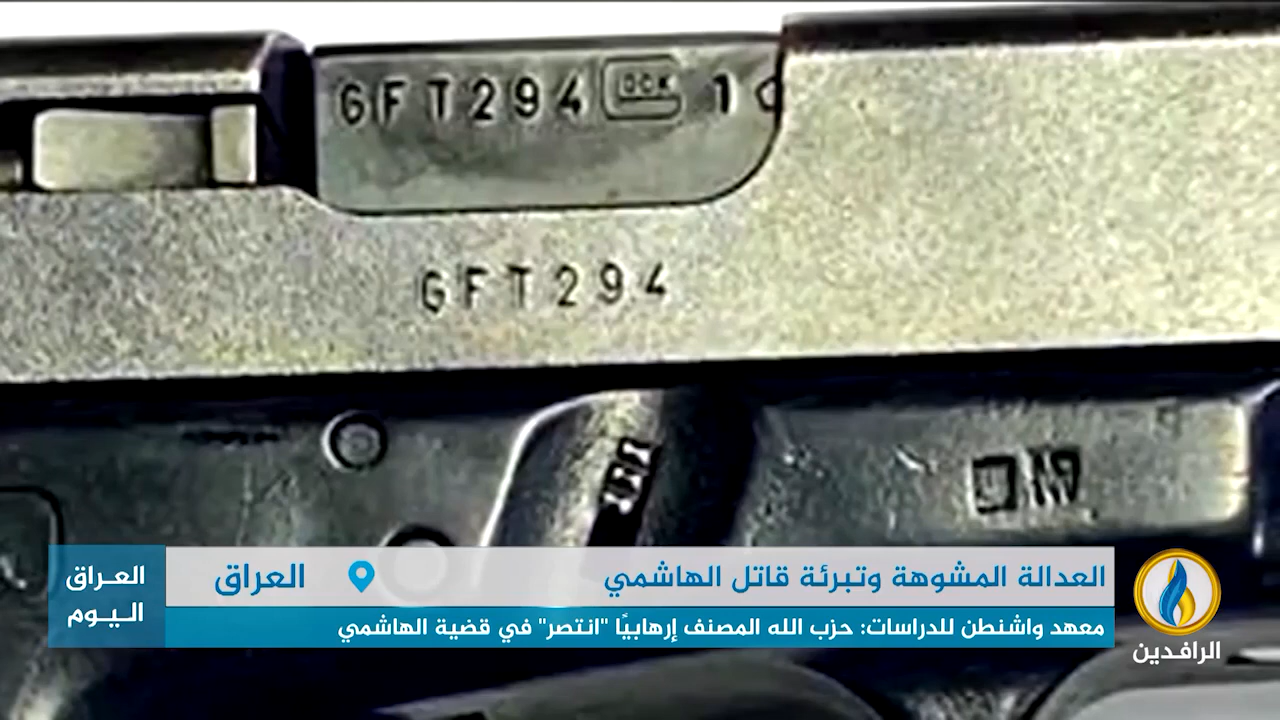 GFT294 GLOCK 1
GFT294
العدالة المشوهة وتبرئة قاتل الهاشمي
العراق
معهد واشنطن للدراسات: حزب الله المصنف إرهابيًا "انتصر" في قضية الهاشمي
العراق
اليوم
الرافدين